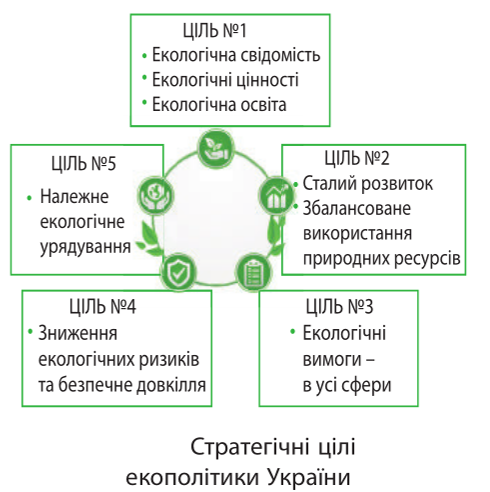 ЦІЛЬ №1
• Екологічна свідомість
• Екологічні цінності
• Екологічна освіта
ЦІЛЬ №5
• Належне
екологічне
урядування
ЦІЛЬ №2
• Сталий розвиток
• Збалансоване
використання
природних ресурсів
ЦІЛЬ №4
• Зниження
екологічних ризиків
та безпечне довкілля
ЦІЛЬ №3
• Екологічні
вимоги –
в усі сфери
Стратегічні цілі
екополітики України